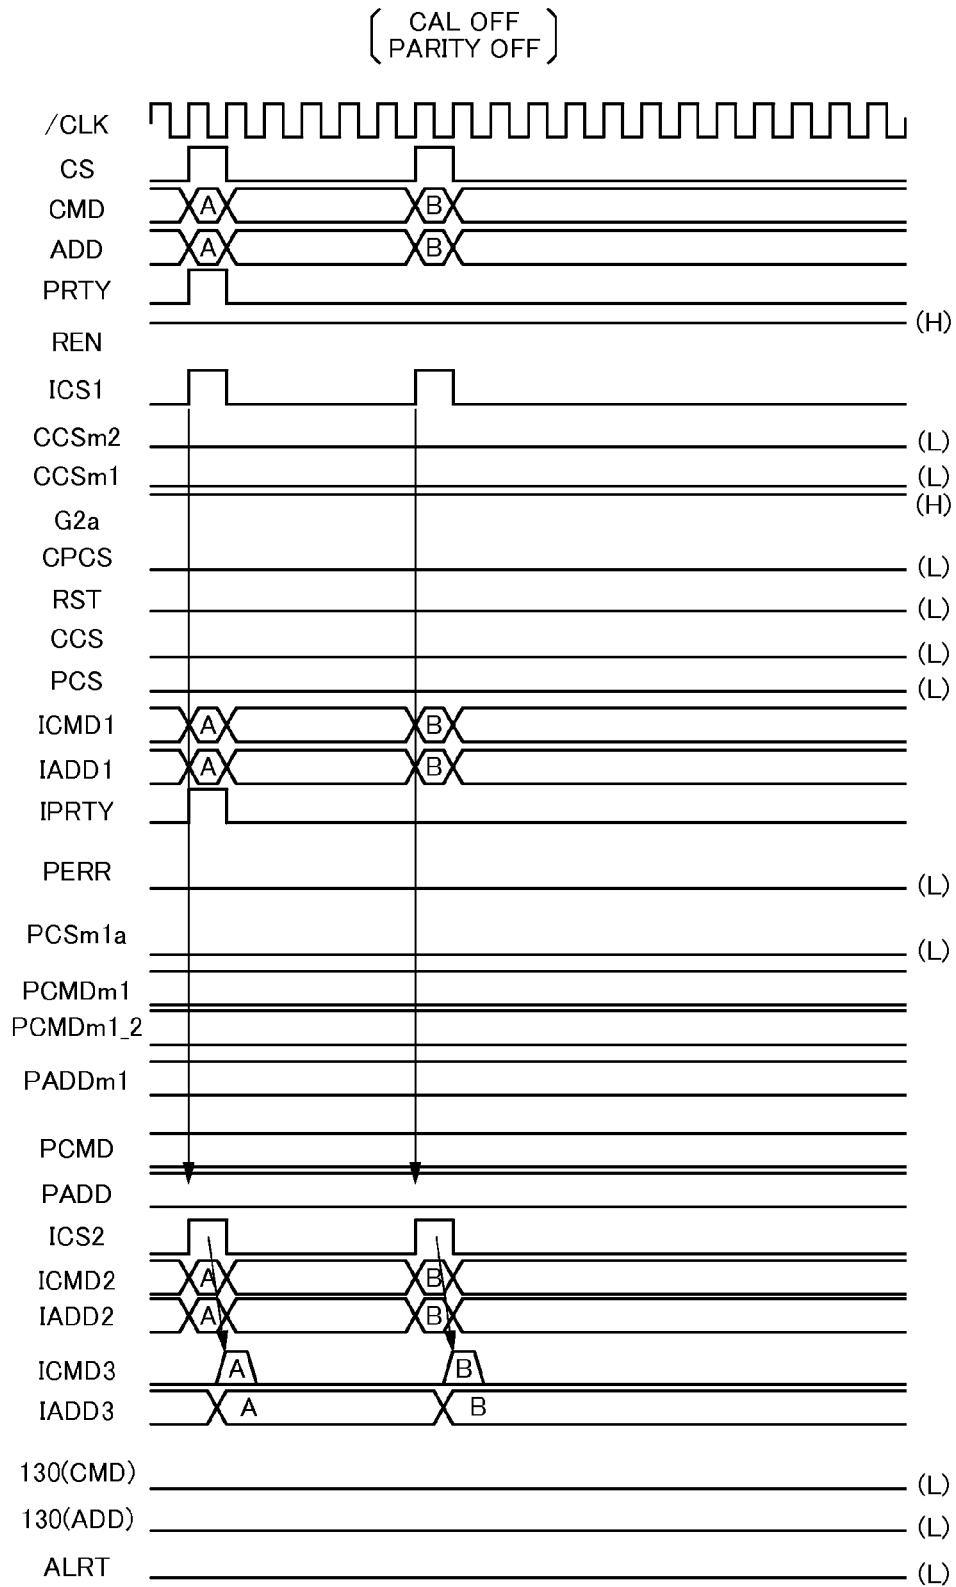 CAL OFF
PARITY OFF
/CLK
CS
CMD A B
ADD A B
PRTY
REN (H)
ICS1
CCSm2 (L)
CCSm1 (L)
G2a (H)
CPCS (L)
RST (L)
CCS (L)
PCS (L)
ICMD1 A B
IADD1 A B
IPRTY
PERR (L)
PCSm1a (L)
PCMDm1
PCMDm1_2
PADDm1
PCMD
PADD
ICS2
ICMD2 A B
IADD2 A B
ICMD3 A B
IADD3 A B
130(CMD) (L)
130(ADD) (L)
ALRT (L)